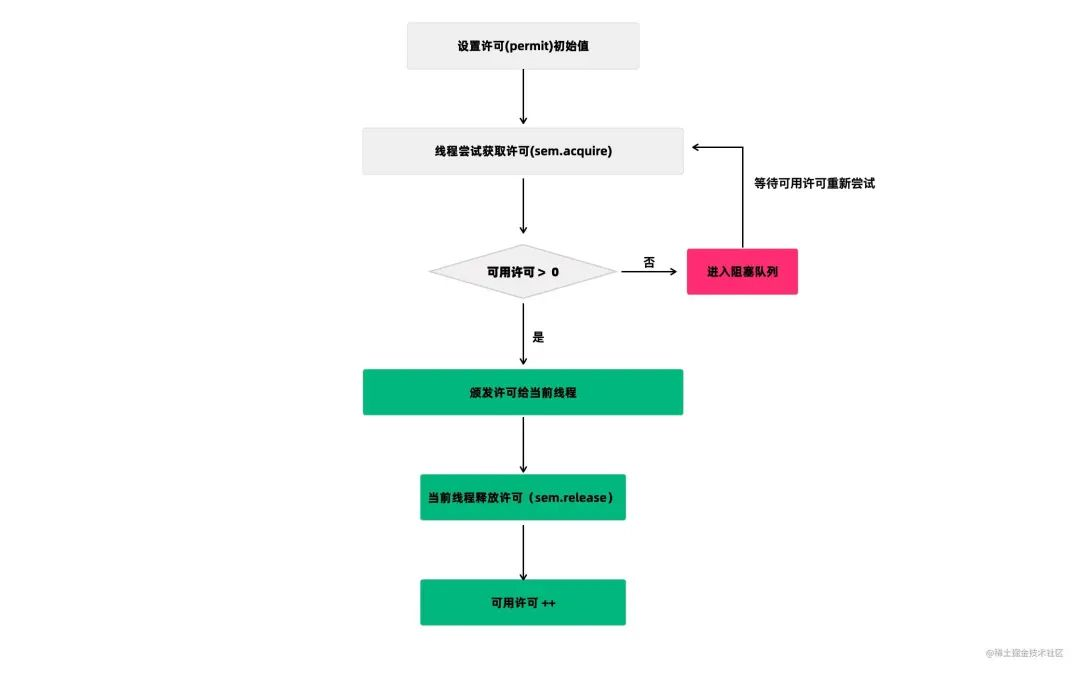 设置许可(permit)初始值
线程尝试获取许可(sem.acquire)
等待可用许可重新尝试
可用许可 > 0
否
进入阻塞队列
是
颁发许可给当前线程
当前线程释放许可（sem.release）
可用许可 ++
@稀土掘金技术社区